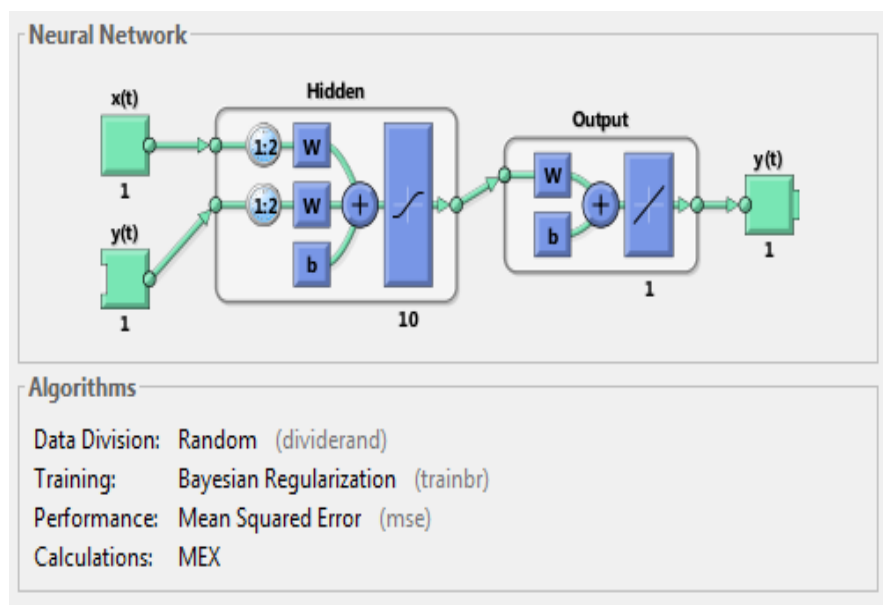 Neural Network
Hidden
x(t)
1:2 W
1
1:2 W
+
y(t)
b
1
10
Output
W
+
b
1
y(t)
1
Algorithms
Data Division: Random (dividerand)
Training: Bayesian Regularization (trainbr)
Performance: Mean Squared Error (mse)
Calculations: MEX